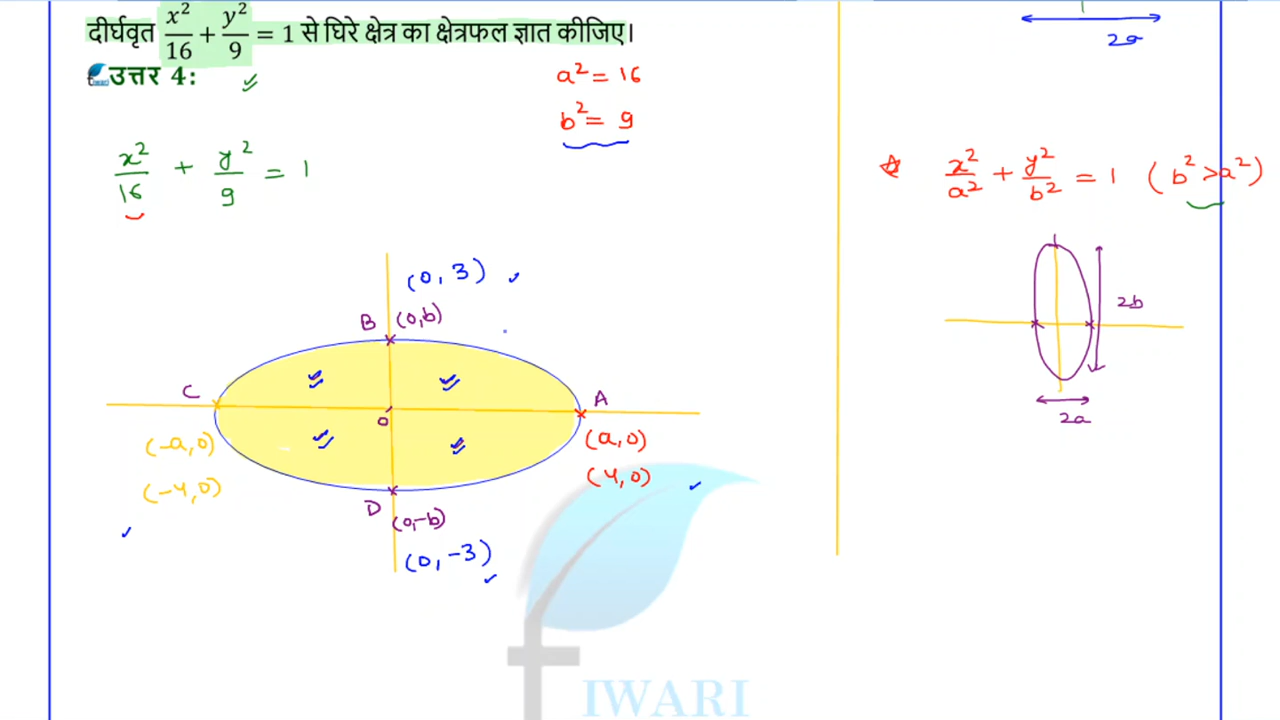 दीर्घवृत x²/16 + y²/9 = 1 से घिरे क्षेत्र का क्षेत्रफल ज्ञात कीजिए।
उत्तर 4:
a² = 16
b² = 9
x²/16 + y²/9 = 1
(0, 3)
B (0,b)
C
A
O
(-a,0)
(a,0)
(-4,0)
(4,0)
D
(0,-b)
(0, -3)
2a
x²/a² + y²/b² = 1 (b² > a²)
2b
2a
IWARI